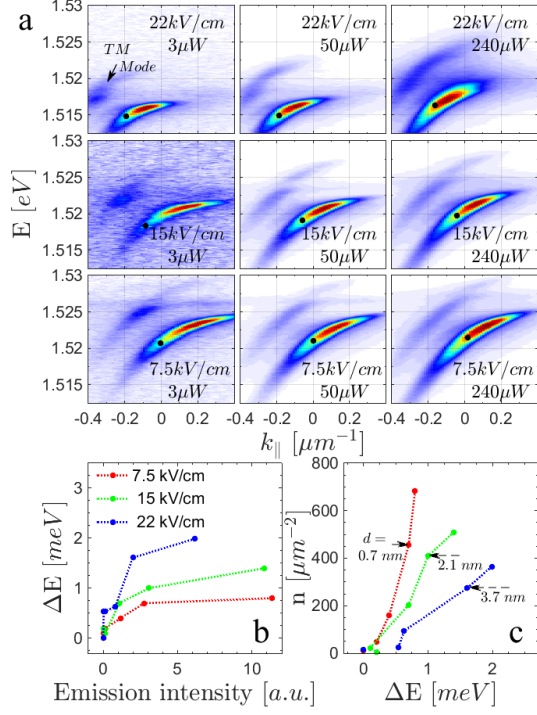 a
1.53
1.525
1.52
1.515
22kV/cm
3μW
TM
Mode
22kV/cm
50μW
22kV/cm
240μW
E [eV]
1.53
1.525
1.52
1.515
15kV/cm
3μW
15kV/cm
50μW
15kV/cm
240μW
1.53
1.525
1.52
1.515
7.5kV/cm
3μW
7.5kV/cm
50μW
7.5kV/cm
240μW
-0.4 -0.2 0 0.2 -0.4 -0.2 0 0.2 -0.4 -0.2 0 0.2 0.4
k∥ [μm⁻¹]
ΔE [meV]
3
2
1
0
7.5 kV/cm
15 kV/cm
22 kV/cm
b
0 5 10
Emission intensity [a.u.]
n [μm⁻²]
800
600
400
200
0
d =
0.7 nm
2.1 nm
3.7 nm
c
0 1 2
ΔE [meV]